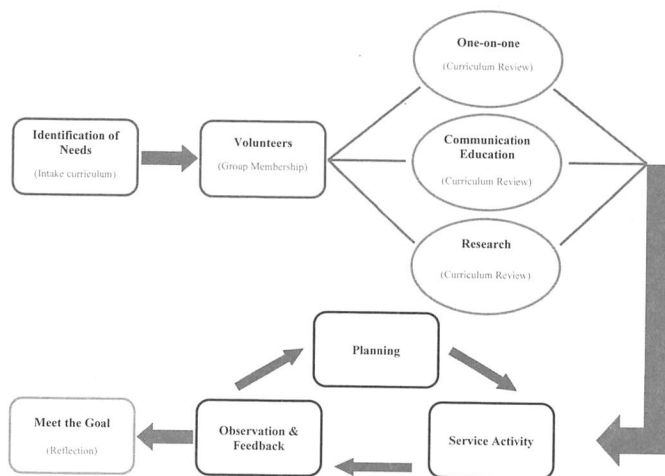 One-on-one
(Curriculum Review)
Identification of
Needs
(Intake curriculum)
Volunteers
(Group Membership)
Communication
Education
(Curriculum Review)
Research
(Curriculum Review)
Planning
Meet the Goal
(Reflection)
Observation &
Feedback
Service Activity